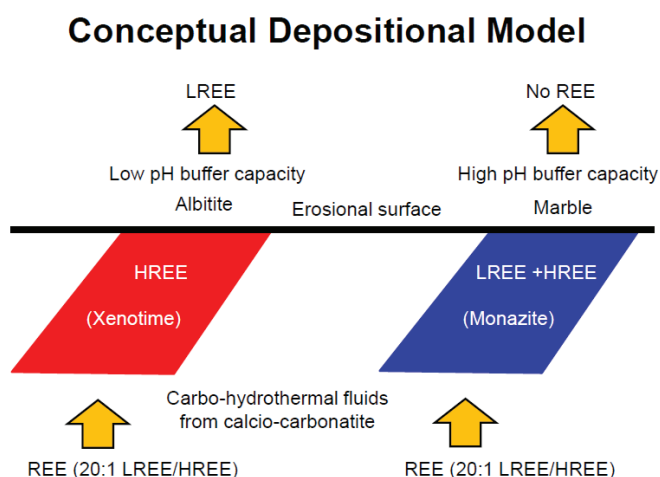 Conceptual Depositional Model
LREE
No REE
Low pH buffer capacity
High pH buffer capacity
Albitite
Erosional surface
Marble
HREE
LREE +HREE
(Xenotime)
(Monazite)
Carbo-hydrothermal fluids
from calcio-carbonatite
REE (20:1 LREE/HREE)
REE (20:1 LREE/HREE)